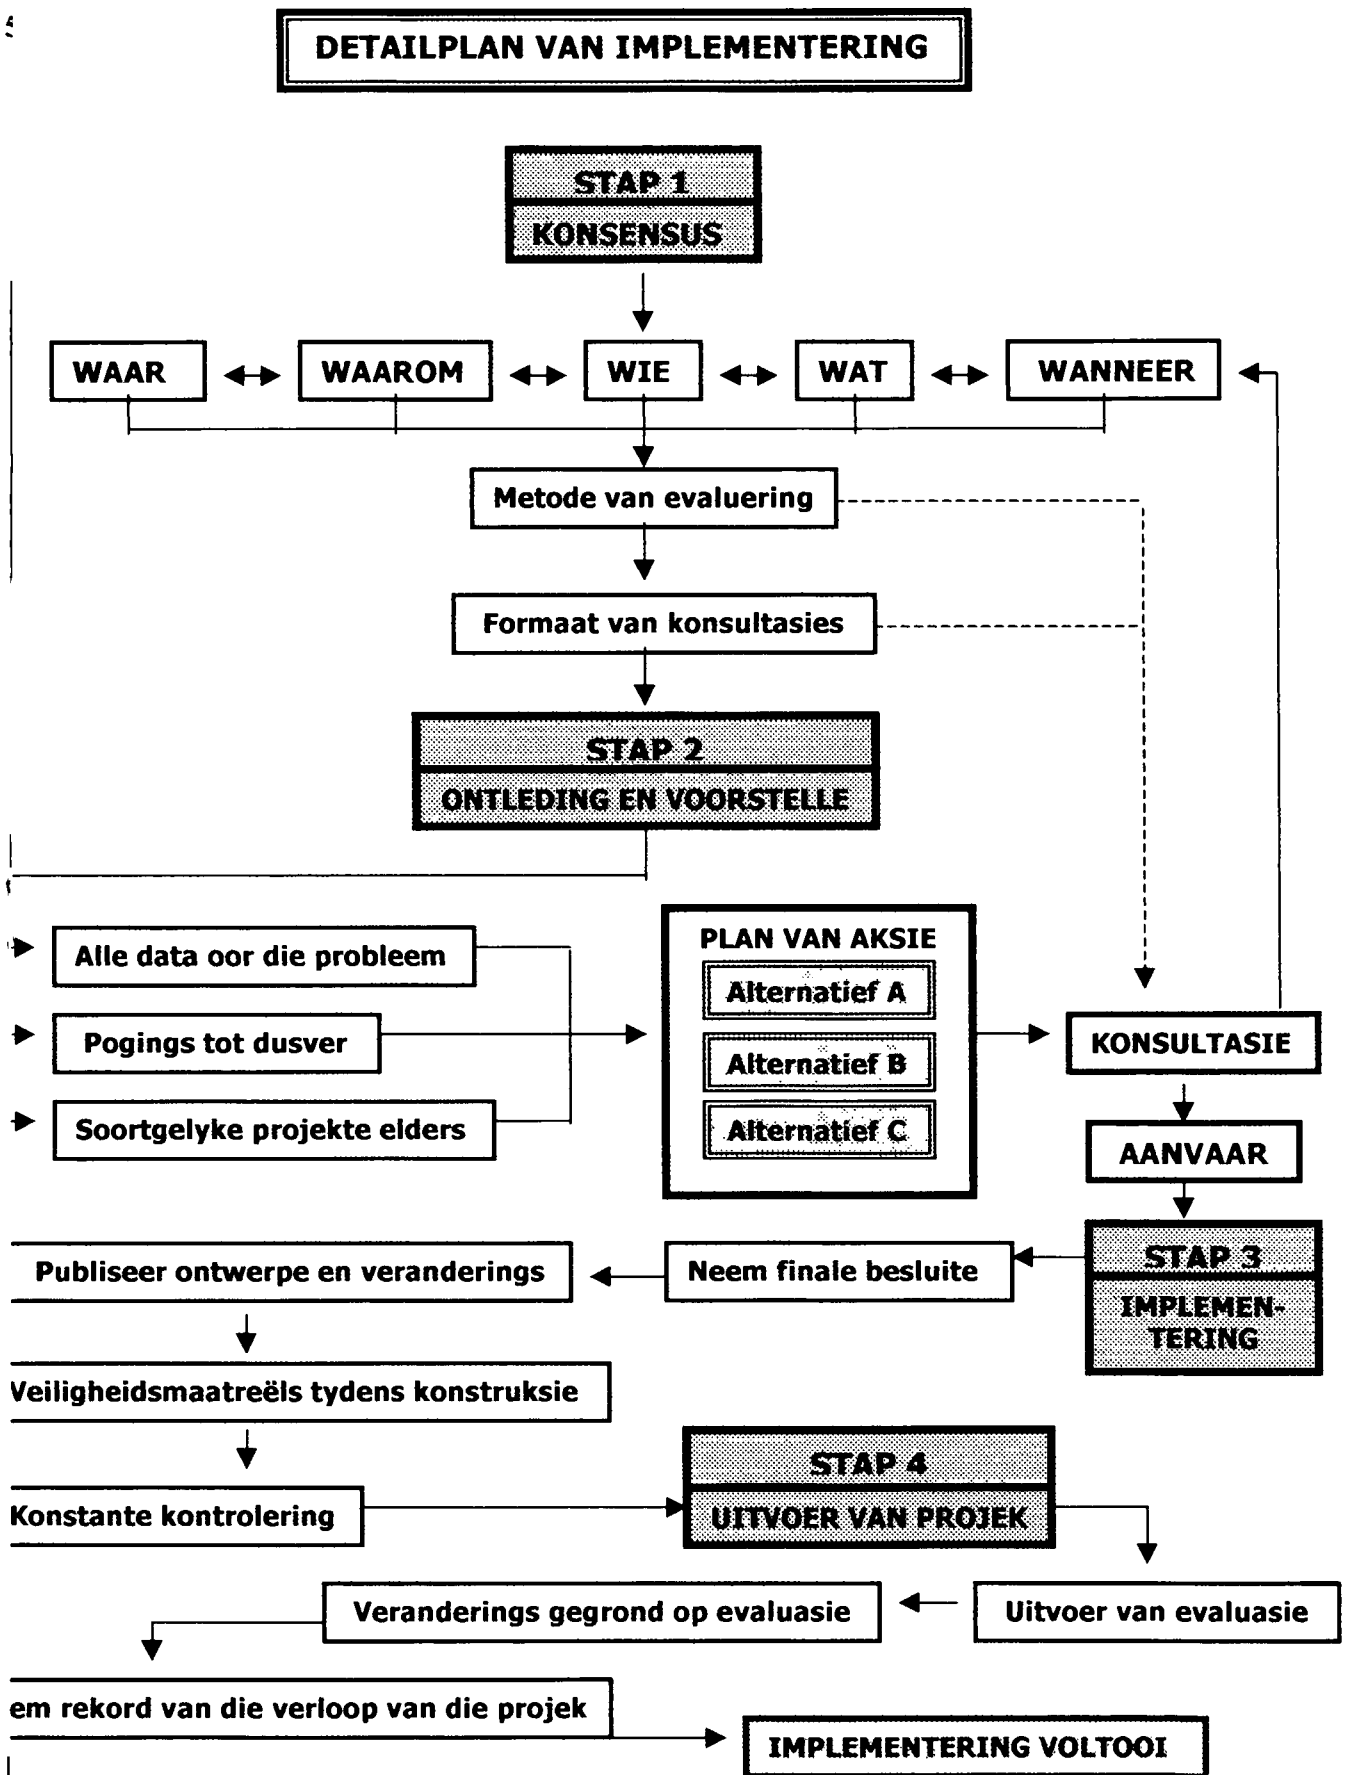 DETAILPLAN VAN IMPLEMENTERING
STAP 1
KONSENSUS
WAAR
WAAROM
WIE
WAT
WANNEER
Metode van evaluering
Formaat van konsultasies
STAP 2
ONTLEDING EN VOORSTELLE
Alle data oor die probleem
Pogings tot dusver
Soortgelyke projekte elders
PLAN VAN AKSIE
Alternatief A
Alternatief B
Alternatief C
KONSULTASIE
AANVAAR
STAP 3
IMPLEMEN-
TERING
Neem finale besluite
Publiseer ontwerpe en veranderings
Veiligheidsmaatreëls tydens konstruksie
Konstante kontrolering
STAP 4
UITVOER VAN PROJEK
Uitvoer van evaluasie
Veranderings gegrond op evaluasie
em rekord van die verloop van die projek
IMPLEMENTERING VOLTOOI